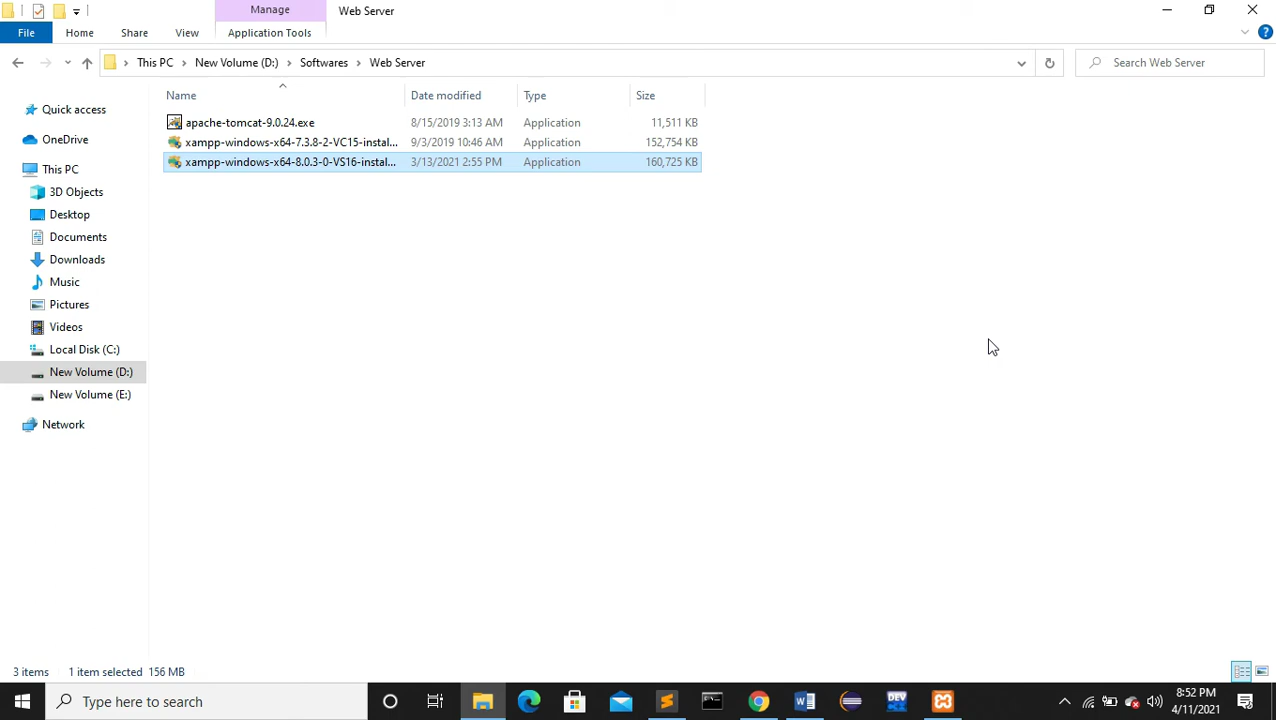 Manage
Web Server
File
Home
Share
View
Application Tools
This PC
New Volume (D:)
Softwares
Web Server
Search Web Server
Name
Date modified
Type
Size
apache-tomcat-9.0.24.exe
8/15/2019 3:13 AM
Application
11,511 KB
xampp-windows-x64-7.3.8-2-VC15-instal...
9/3/2019 10:46 AM
Application
152,754 KB
xampp-windows-x64-8.0.3-0-VS16-instal...
3/13/2021 2:55 PM
Application
160,725 KB
Quick access
OneDrive
This PC
3D Objects
Desktop
Documents
Downloads
Music
Pictures
Videos
Local Disk (C:)
New Volume (D:)
New Volume (E:)
Network
3 items
1 item selected 156 MB
Type here to search
DEV
8:52 PM
4/11/2021